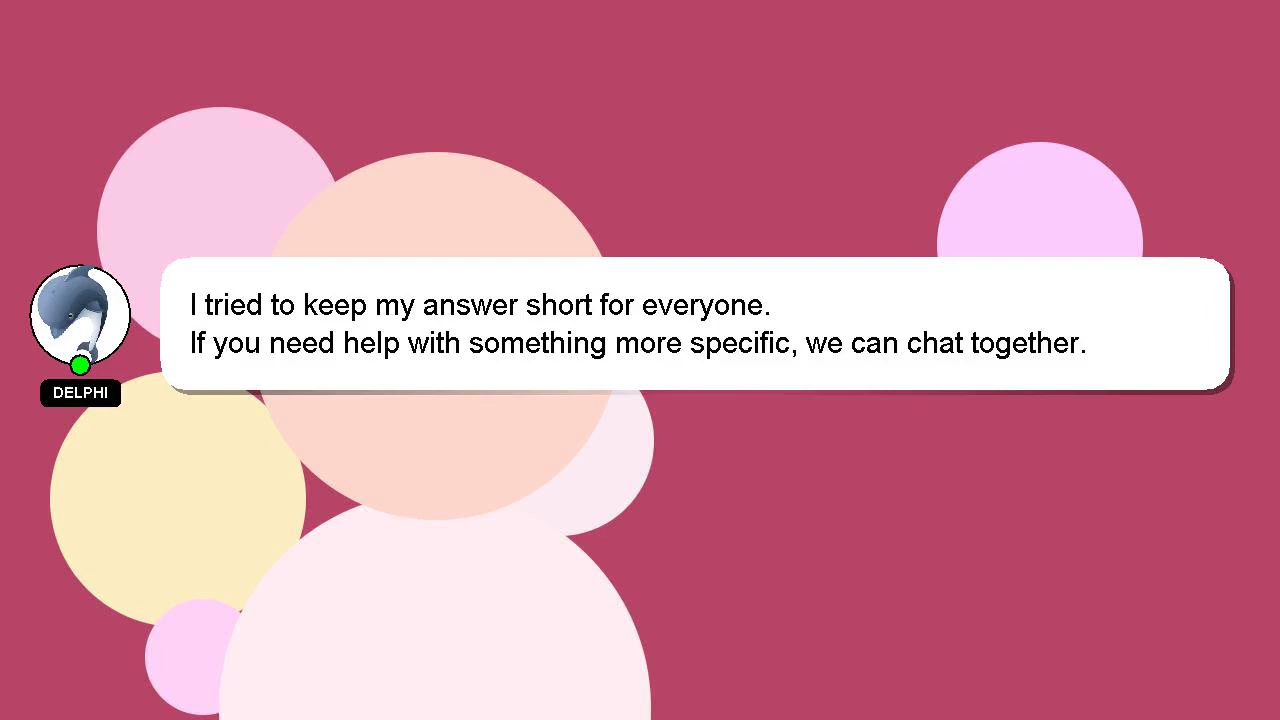 I tried to keep my answer short for everyone.
If you need help with something more specific, we can chat together.
DELPHI